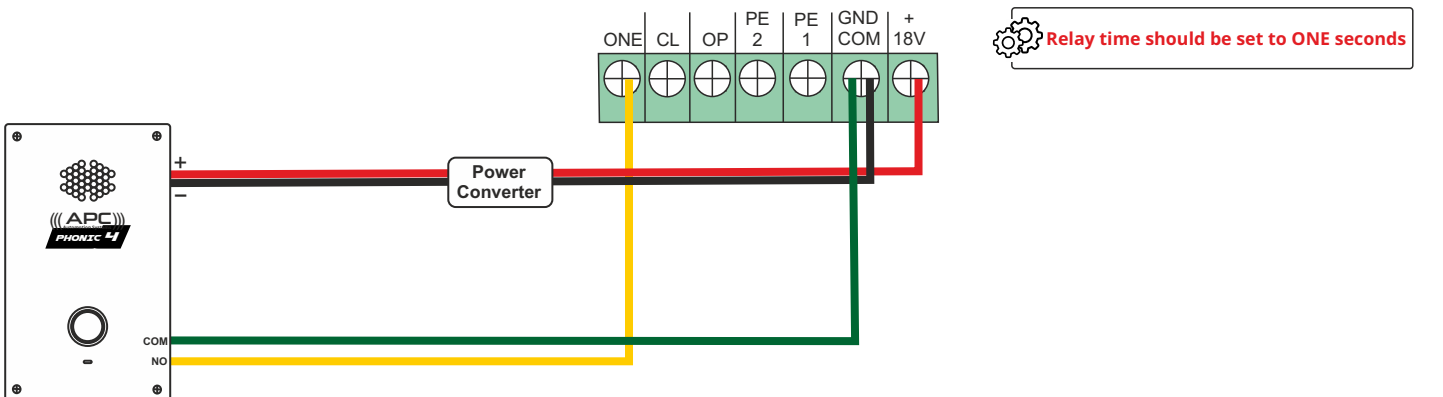 ONE CL OP PE 2 PE 1 GND COM + 18V
Relay time should be set to ONE seconds
+
−
Power
Converter
((( APC )))
PHONIC 4
COM
NO